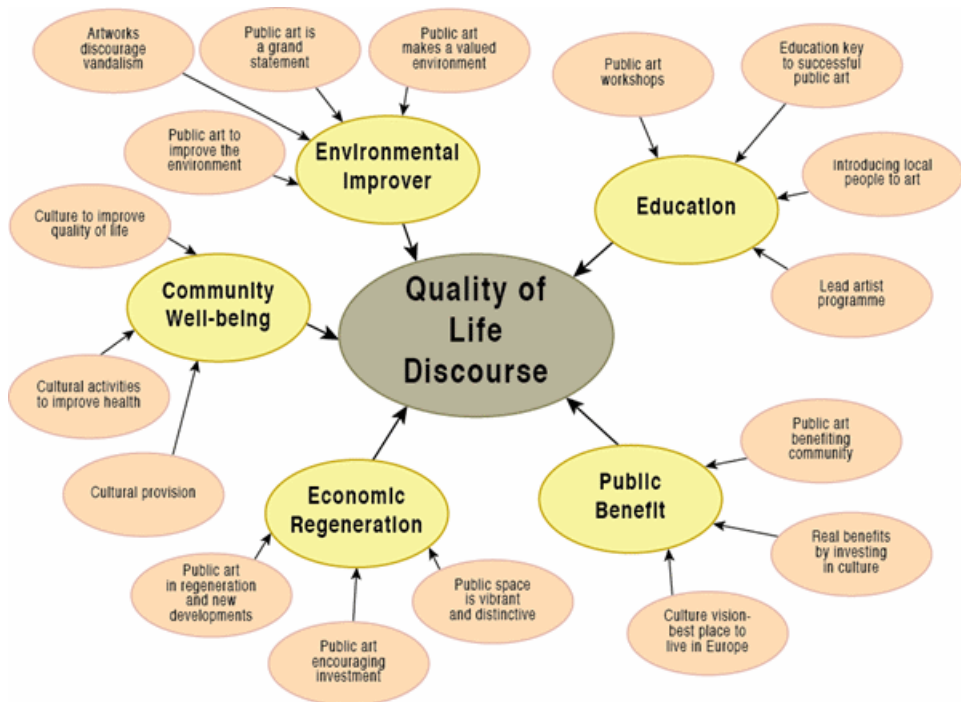 Artworks
discourage
vandalism
Public art is
a grand
statement
Public art
makes a valued
environment
Public art to
improve the
environment
Environmental
Improver
Public art
workshops
Education key
to successful
public art
Introducing local
people to art
Lead artist
programme
Education
Culture to improve
quality of life
Community
Well-being
Cultural activities
to improve health
Cultural provision
Quality of
Life
Discourse
Economic
Regeneration
Public art
in regeneration
and new
developments
Public art
encouraging
investment
Public space
is vibrant
and distinctive
Public
Benefit
Public art
benefiting
community
Real benefits
by investing
in culture
Culture vision-
best place to
live in Europe